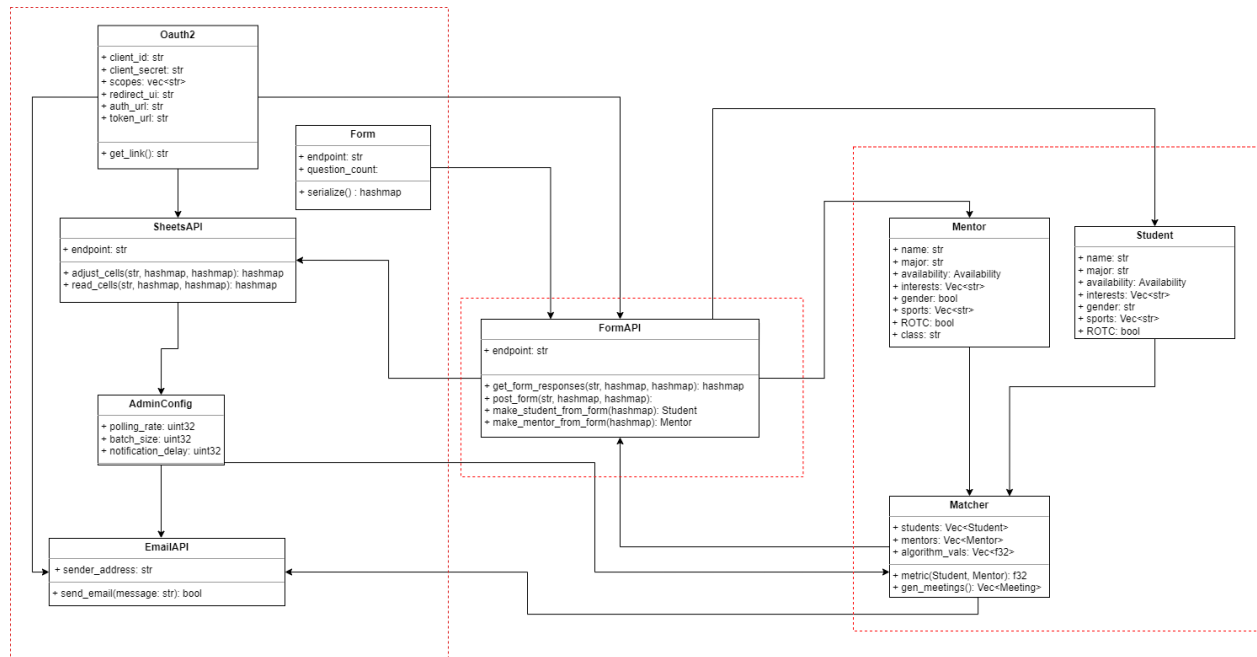 Oauth2
+ client_id: str
+ client_secret: str
+ scopes: vec<str>
+ redirect_ui: str
+ auth_url: str
+ token_url: str
+ get_link(): str
Form
+ endpoint: str
+ question_count:
+ serialize() : hashmap
SheetsAPI
+ endpoint: str
+ adjust_cells(str, hashmap, hashmap): hashmap
+ read_cells(str, hashmap, hashmap): hashmap
AdminConfig
+ polling_rate: uint32
+ batch_size: uint32
+ notification_delay: uint32
EmailAPI
+ sender_address: str
+ send_email(message: str): bool
FormAPI
+ endpoint: str
+ get_form_responses(str, hashmap, hashmap): hashmap
+ post_form(str, hashmap, hashmap):
+ make_student_from_form(hashmap): Student
+ make_mentor_from_form(hashmap): Mentor
Mentor
+ name: str
+ major: str
+ availability: Availability
+ interests: Vec<str>
+ gender: bool
+ sports: Vec<str>
+ ROTC: bool
+ class: str
Student
+ name: str
+ major: str
+ availability: Availability
+ interests: Vec<str>
+ gender: str
+ sports: Vec<str>
+ ROTC: bool
Matcher
+ students: Vec<Student>
+ mentors: Vec<Mentor>
+ algorithm_vals: Vec<f32>
+ metric(Student, Mentor): f32
+ gen_meetings(): Vec<Meeting>